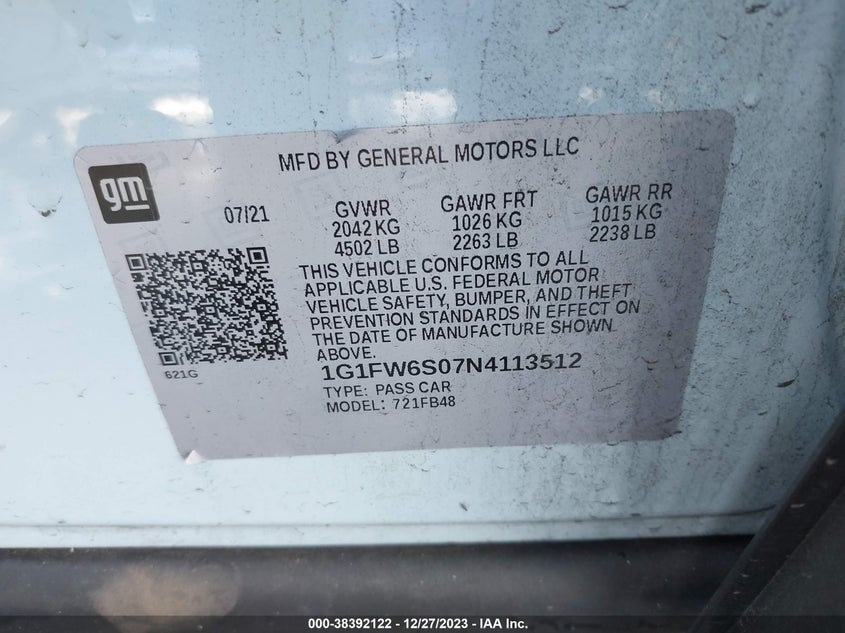 MFD BY GENERAL MOTORS LLC
gm
07/21
GVWR
2042 KG
4502 LB
GAWR FRT
1026 KG
2263 LB
GAWR RR
1015 KG
2238 LB
THIS VEHICLE CONFORMS TO ALL
APPLICABLE U.S. FEDERAL MOTOR
VEHICLE SAFETY, BUMPER, AND THEFT
PREVENTION STANDARDS IN EFFECT ON
THE DATE OF MANUFACTURE SHOWN
ABOVE.
621G
1G1FW6S07N4113512
TYPE: PASS CAR
MODEL: 721FB48
000-38392122 - 12/27/2023 - IAA Inc.